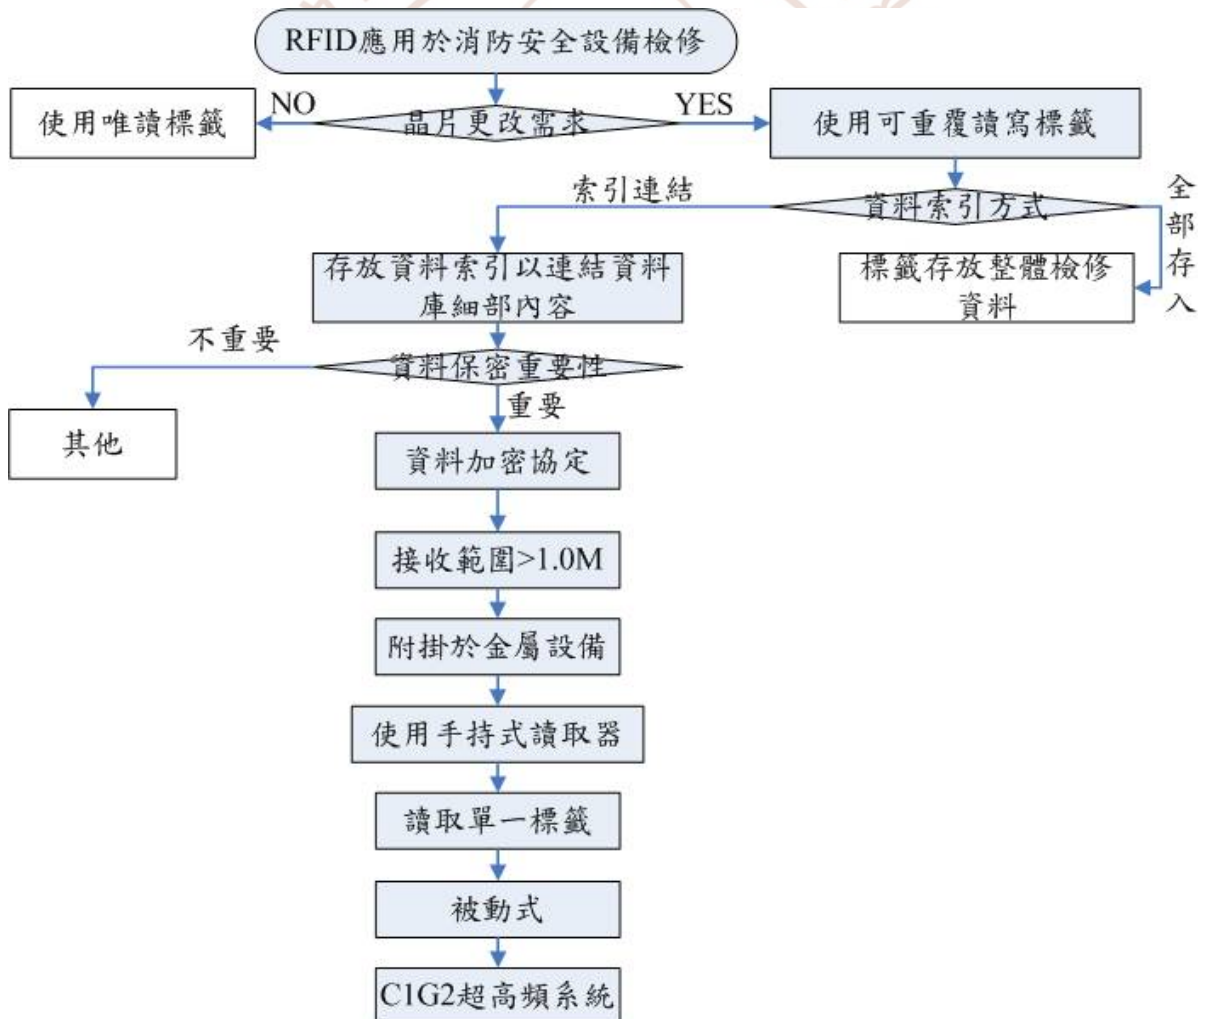 RFID應用於消防安全設備檢修
NO
YES
使用唯讀標籤
晶片更改需求
使用可重覆讀寫標籤
索引連結
資料索引方式
全部存入
存放資料索引以連結資料
庫細部內容
標籤存放整體檢修
資料
不重要
資料保密重要性
重要
其他
資料加密協定
接收範圍>1.0M
附掛於金屬設備
使用手持式讀取器
讀取單一標籤
被動式
C1G2超高頻系統